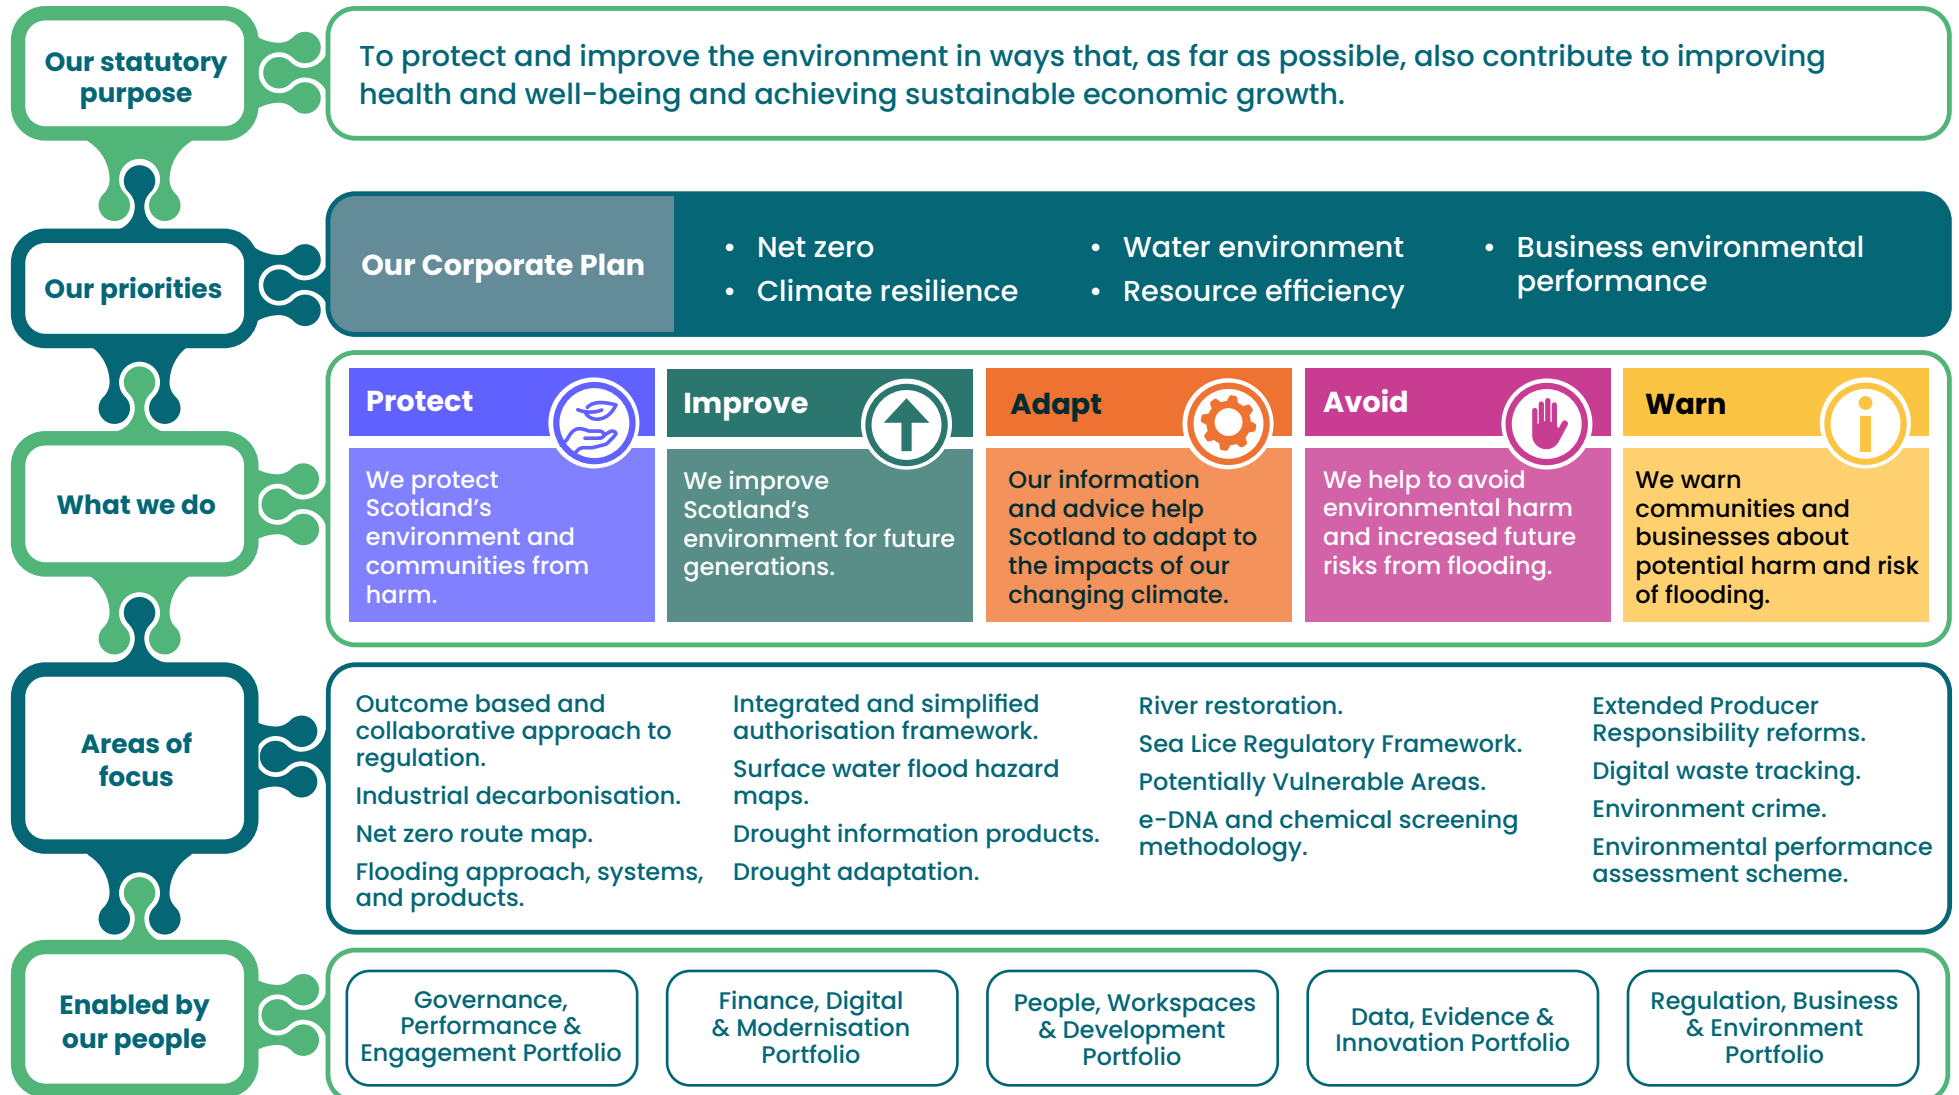 Our statutory
purpose
To protect and improve the environment in ways that, as far as possible, also contribute to improving
health and well-being and achieving sustainable economic growth.
Our priorities
Our Corporate Plan
• Net zero
• Climate resilience
• Water environment
• Resource efficiency
• Business environmental
performance
What we do
Protect
We protect
Scotland's
environment and
communities from
harm.
Improve
We improve
Scotland's
environment for future
generations.
Adapt
Our information
and advice help
Scotland to adapt to
the impacts of our
changing climate.
Avoid
We help to avoid
environmental harm
and increased future
risks from flooding.
Warn
We warn
communities and
businesses about
potential harm and risk
of flooding.
Areas of
focus
Outcome based and
collaborative approach to
regulation.
Industrial decarbonisation.
Net zero route map.
Flooding approach, systems,
and products.
Integrated and simplified
authorisation framework.
Surface water flood hazard
maps.
Drought information products.
Drought adaptation.
River restoration.
Sea Lice Regulatory Framework.
Potentially Vulnerable Areas.
e-DNA and chemical screening
methodology.
Extended Producer
Responsibility reforms.
Digital waste tracking.
Environment crime.
Environmental performance
assessment scheme.
Enabled by
our people
Governance,
Performance &
Engagement Portfolio
Finance, Digital
& Modernisation
Portfolio
People, Workspaces
& Development
Portfolio
Data, Evidence &
Innovation Portfolio
Regulation, Business
& Environment
Portfolio